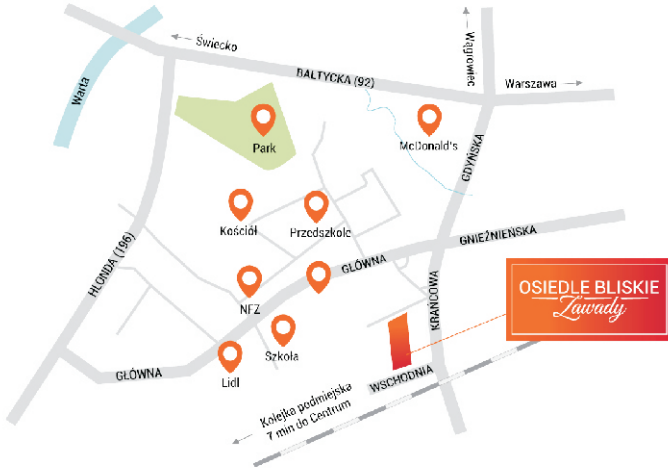 Świecko
BAŁTYCKA (92)
Wągrowiec
Warszawa
Warta
Park
McDonald's
GDYŃSKA
Kościół
Przedszkole
HLONDA (196)
GŁÓWNA
GNIEŹNIEŃSKA
NFZ
KRAŃCOWA
OSIEDLE BLISKIE
Zawady
Szkoła
Lidl
GŁÓWNA
WSCHODNIA
Kolejka podmiejska
7 min do Centrum